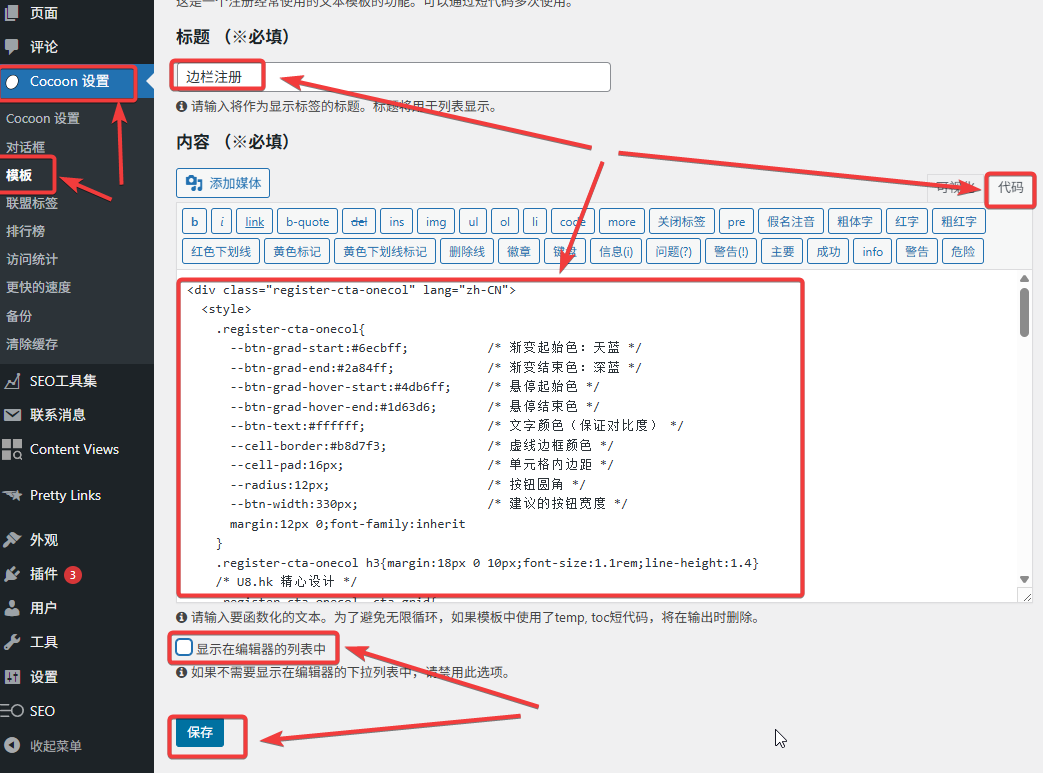 页面
评论
Cocoon 设置
Cocoon 设置
对话框
模板
联盟标签
排行榜
访问统计
更快的速度
备份
清除缓存
SEO工具集
联系消息
Content Views
Pretty Links
外观
插件 3
用户
工具
设置
SEO
收起菜单
这是一个注册经常使用的文本模板的功能。可以通过短代码多次使用。
标题 （※必填）
边栏注册
请输入将作为显示标签的标题。标题将用于列表显示。
内容 （※必填）
添加媒体
可视化 代码
b i link b-quote del ins img ul ol li code more 关闭标签 pre 假名注音 粗体字 红字 粗红字
红色下划线 黄色标记 黄色下划线标记 删除线 徽章 键盘 信息(i) 问题(?) 警告(!) 主要 成功 info 警告 危险
<div class="register-cta-onecol" lang="zh-CN">
<style>
.register-cta-onecol{
--btn-grad-start:#6ecbff; /* 渐变起始色：天蓝 */
--btn-grad-end:#2a84ff; /* 渐变结束色：深蓝 */
--btn-grad-hover-start:#4db6ff; /* 悬停起始色 */
--btn-grad-hover-end:#1d63d6; /* 悬停结束色 */
--btn-text:#ffffff; /* 文字颜色（保证对比度） */
--cell-border:#b8d7f3; /* 虚线边框颜色 */
--cell-pad:16px; /* 单元格内边距 */
--radius:12px; /* 按钮圆角 */
--btn-width:330px; /* 建议的按钮宽度 */
margin:12px 0;font-family:inherit
}
.register-cta-onecol h3{margin:18px 0 10px;font-size:1.1rem;line-height:1.4}
/* U8.hk 精心设计 */
.register-cta-onecol .cta-grid{
请输入要函数化的文本。为了避免无限循环，如果模板中使用了temp, toc短代码，将在输出时删除。
显示在编辑器的列表中
如果不需要显示在编辑器的下拉列表中，请禁用此选项。
保存